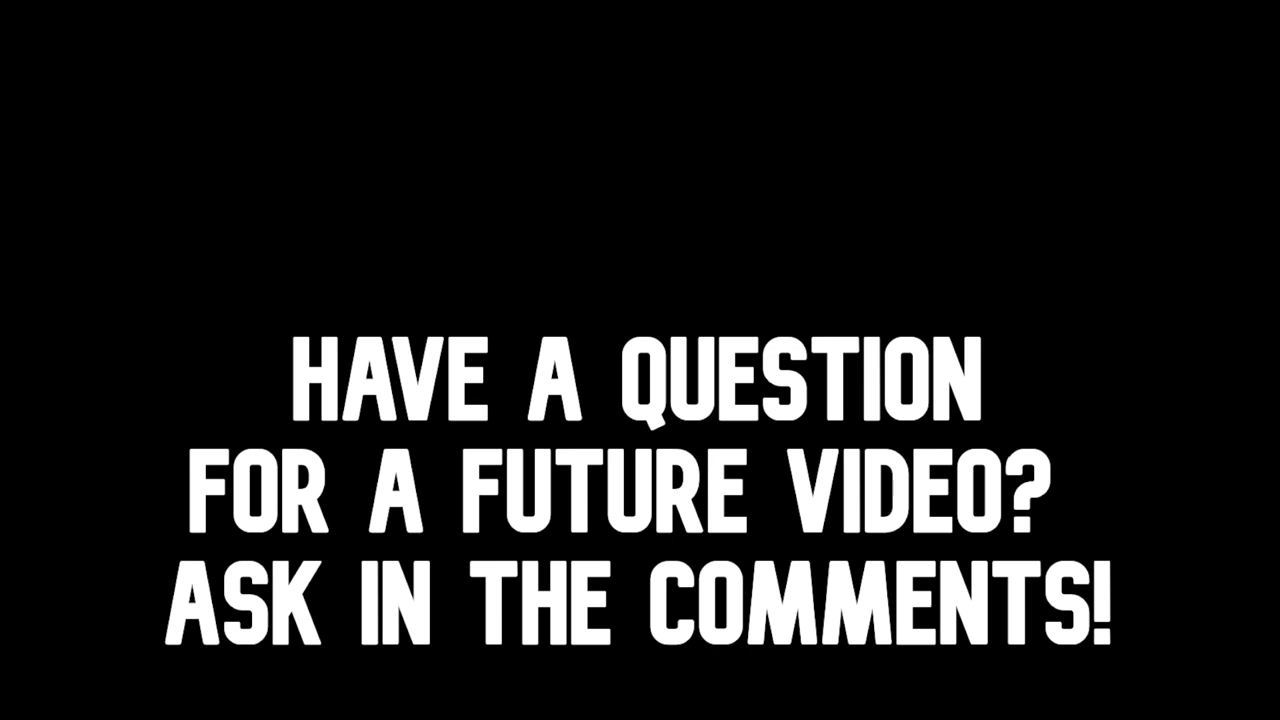 HAVE A QUESTION
FOR A FUTURE VIDEO?
ASK IN THE COMMENTS!